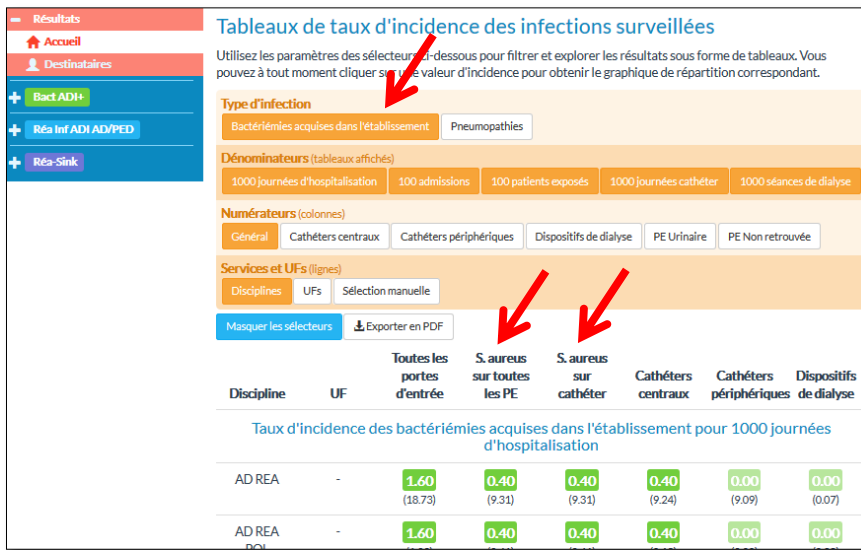 Résultats
Accueil
Destinataires
Bact ADI+
Réa Inf ADI AD/PED
Réa-Sink
Tableaux de taux d'incidence des infections surveillées
Utilisez les paramètres des sélecteurs ci-dessous pour filtrer et explorer les résultats sous forme de tableaux. Vous
pouvez à tout moment cliquer sur une valeur d'incidence pour obtenir le graphique de répartition correspondant.
Type d'infection
Bactériémies acquises dans l'établissement Pneumopathies
Dénominateurs (tableaux affichés)
1000 journées d'hospitalisation 100 admissions 100 patients exposés 1000 journées cathéter 1000 séances de dialyse
Numérateurs (colonnes)
Général Cathéters centraux Cathéters périphériques Dispositifs de dialyse PE Urinaire PE Non retrouvée
Services et UFs (lignes)
Disciplines UFs Sélection manuelle
Masquer les sélecteurs Exporter en PDF
Toutes les S. aureus S. aureus
portes sur toutes sur Cathéters Cathéters Dispositifs
Discipline UF d'entrée les PE cathéter centraux périphériques de dialyse
Taux d'incidence des bactériémies acquises dans l'établissement pour 1000 journées
d'hospitalisation
AD REA - 1.60 0.40 0.40 0.40 0.00 0.00
(18.73) (9.31) (9.31) (9.24) (9.09) (0.07)
AD REA - 1.60 0.40 0.40 0.40 0.00 0.00